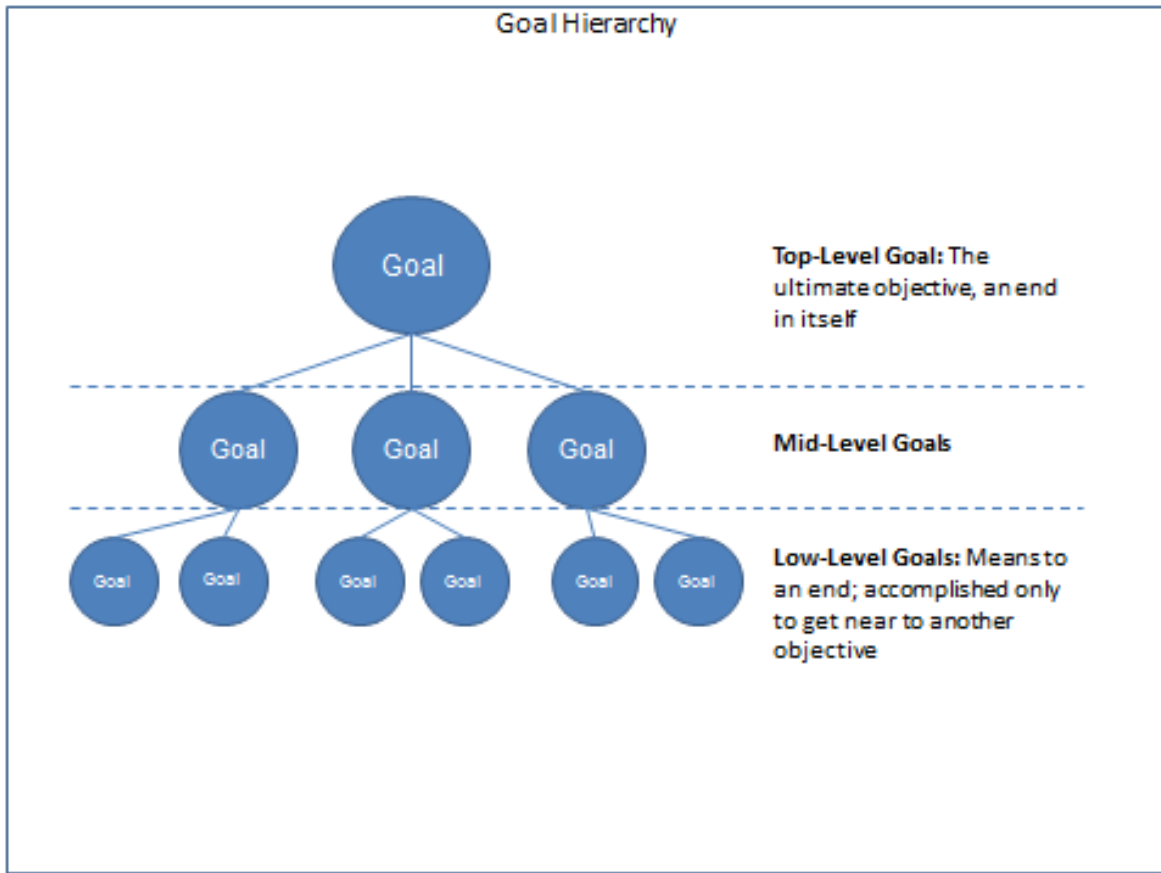 Goal Hierarchy
Goal
Top-Level Goal: The
ultimate objective, an end
in itself
Goal Goal Goal
Mid-Level Goals
Goal Goal Goal Goal Goal Goal
Low-Level Goals: Means to
an end; accomplished only
to get near to another
objective